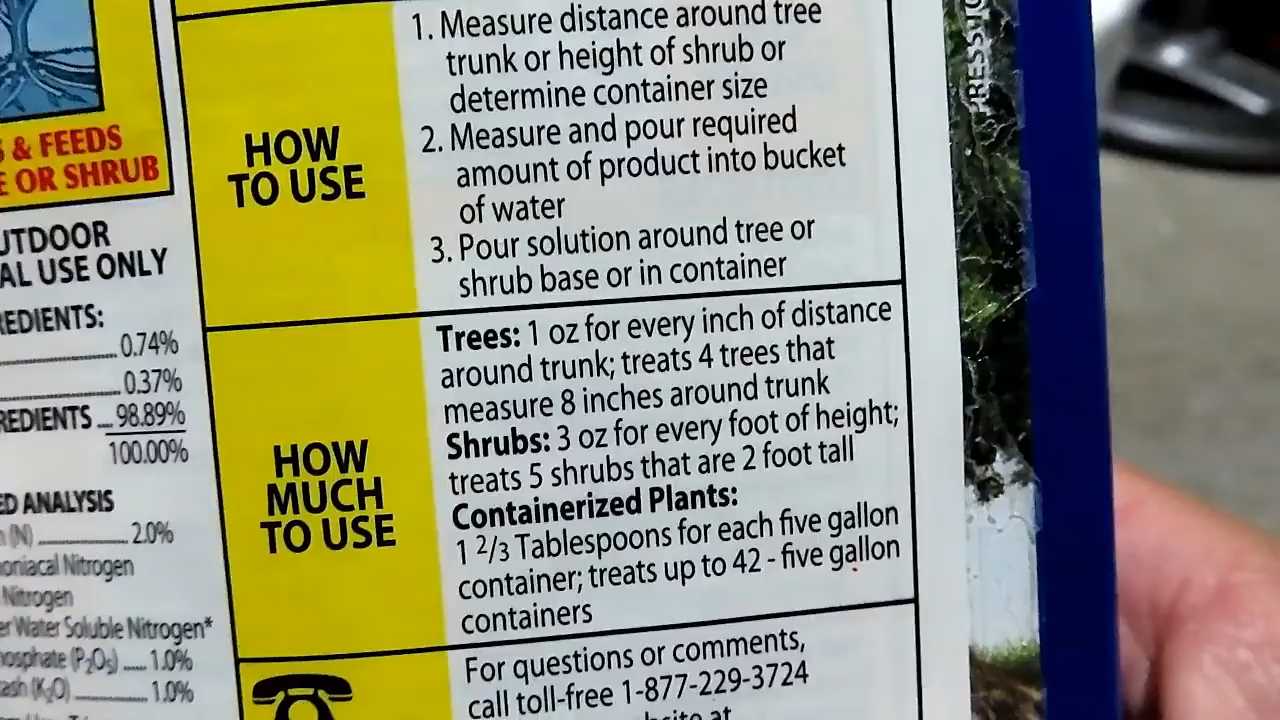 & FEEDS
OR SHRUB
USE ONLY
0.74%
0.37%
98.89%
100.00%
ANALYSIS
(N) 2.0%
Nitrogen
Nitrogen
Water Soluble Nitrogen*
(P₂O₅) 1.0%
(K₂O) 1.0%
HOW
TO USE
1. Measure distance around tree
trunk or height of shrub or
determine container size
2. Measure and pour required
amount of product into bucket
of water
3. Pour solution around tree or
shrub base or in container
HOW
MUCH
TO USE
Trees: 1 oz for every inch of distance
around trunk; treats 4 trees that
measure 8 inches around trunk
Shrubs: 3 oz for every foot of height;
treats 5 shrubs that are 2 foot tall
Containerized Plants:
1 2/3 Tablespoons for each five gallon
container; treats up to 42 - five gallon
containers
For questions or comments,
call toll-free 1-877-229-3724